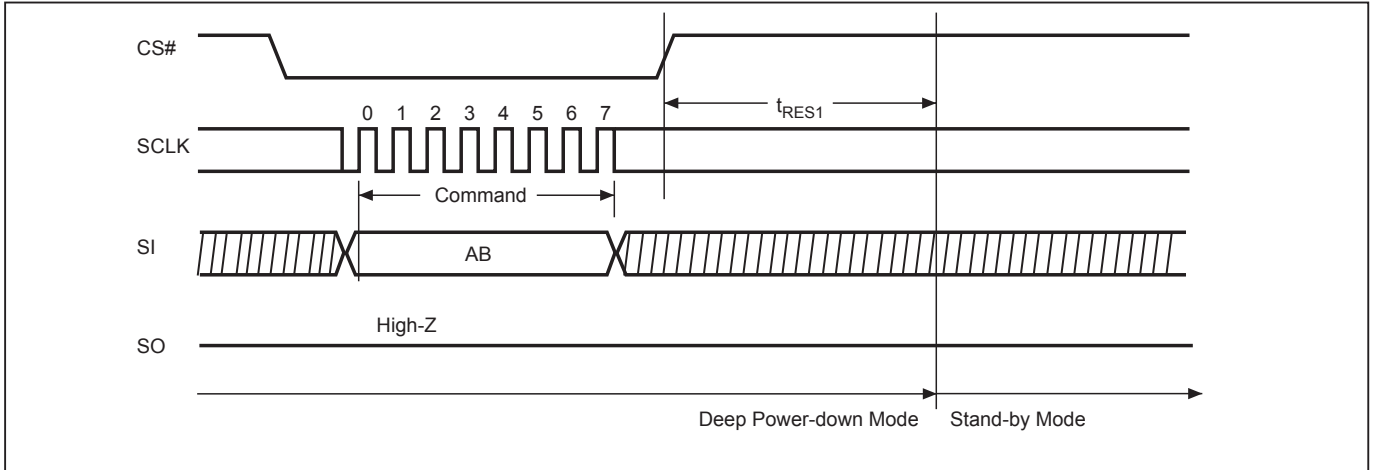 CS#
tRES1
0 1 2 3 4 5 6 7
SCLK
Command
SI
AB
High-Z
SO
Deep Power-down Mode Stand-by Mode